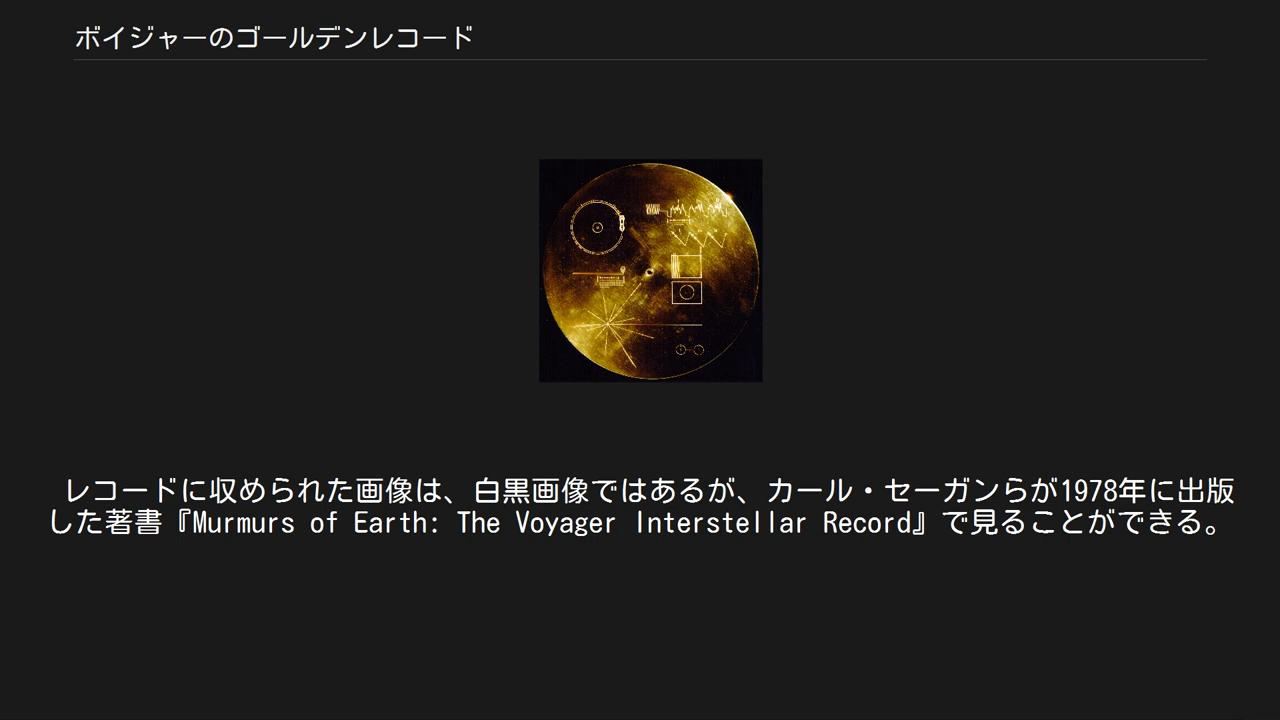 ボイジャーのゴールデンレコード
レコードに収められた画像は、白黒画像ではあるが、カール・セーガンらが1978年に出版
した著書『Murmurs of Earth: The Voyager Interstellar Record』で見ることができる。